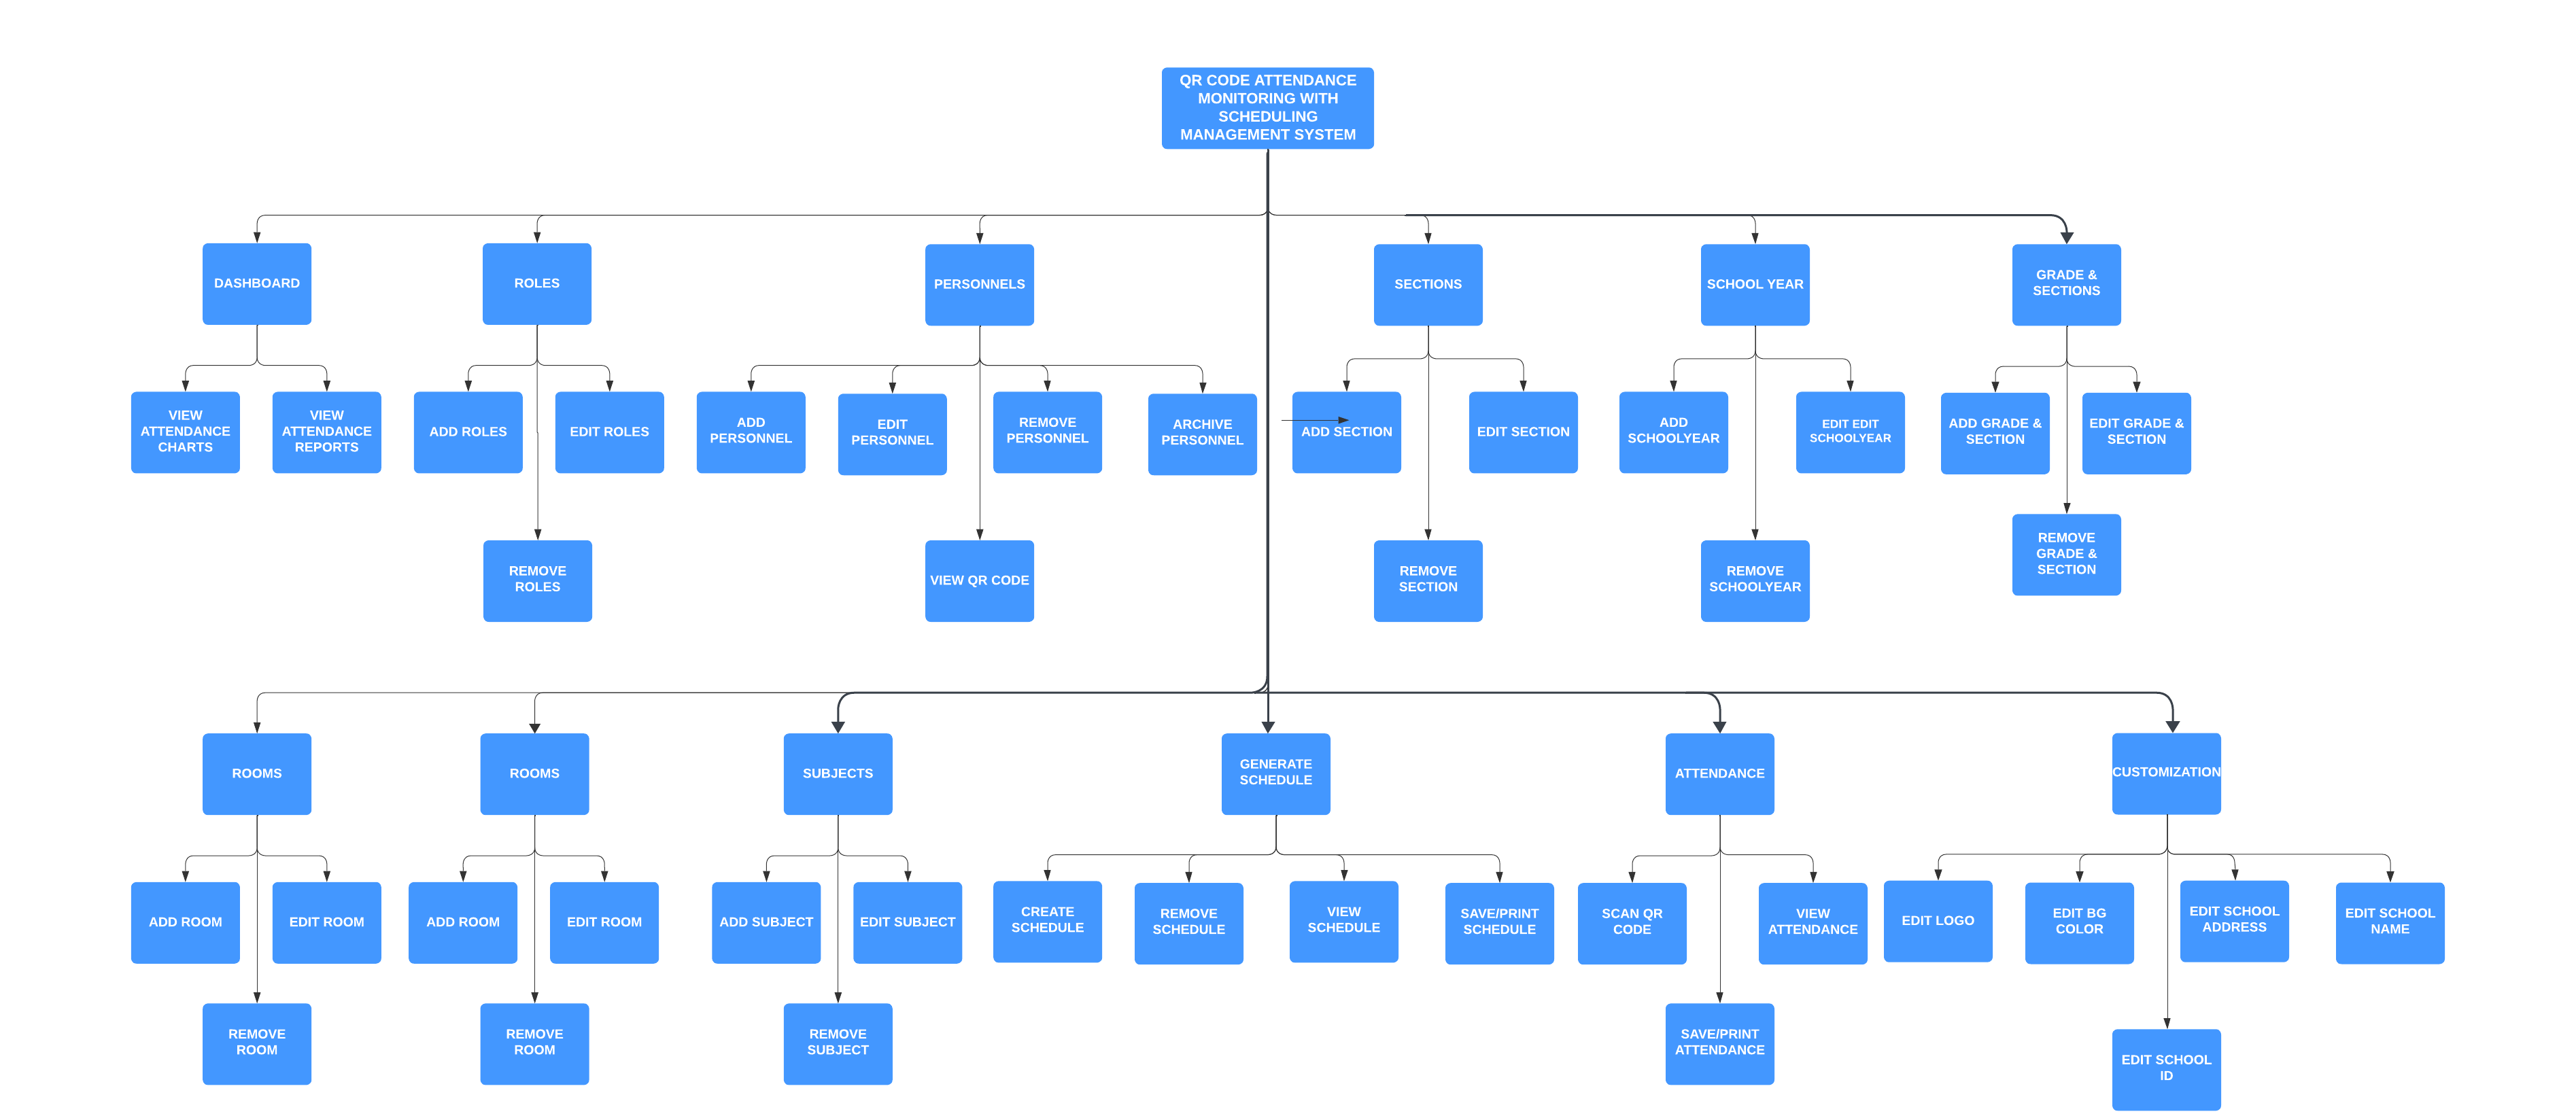 QR CODE ATTENDANCE
MONITORING WITH
SCHEDULING
MANAGEMENT SYSTEM
DASHBOARD
ROLES
PERSONNELS
SECTIONS
SCHOOL YEAR
GRADE &
SECTIONS
VIEW
ATTENDANCE
CHARTS
VIEW
ATTENDANCE
REPORTS
ADD ROLES
EDIT ROLES
ADD
PERSONNEL
EDIT
PERSONNEL
REMOVE
PERSONNEL
ARCHIVE
PERSONNEL
ADD SECTION
EDIT SECTION
ADD
SCHOOLYEAR
EDIT EDIT
SCHOOLYEAR
ADD GRADE &
SECTION
EDIT GRADE &
SECTION
REMOVE
ROLES
VIEW QR CODE
REMOVE
SECTION
REMOVE
SCHOOLYEAR
REMOVE
GRADE &
SECTION
ROOMS
ROOMS
SUBJECTS
GENERATE
SCHEDULE
ATTENDANCE
CUSTOMIZATION
ADD ROOM
EDIT ROOM
ADD ROOM
EDIT ROOM
ADD SUBJECT
EDIT SUBJECT
CREATE
SCHEDULE
REMOVE
SCHEDULE
VIEW
SCHEDULE
SAVE/PRINT
SCHEDULE
SCAN QR
CODE
VIEW
ATTENDANCE
EDIT LOGO
EDIT BG
COLOR
EDIT SCHOOL
ADDRESS
EDIT SCHOOL
NAME
REMOVE
ROOM
REMOVE
ROOM
REMOVE
SUBJECT
SAVE/PRINT
ATTENDANCE
EDIT SCHOOL
ID